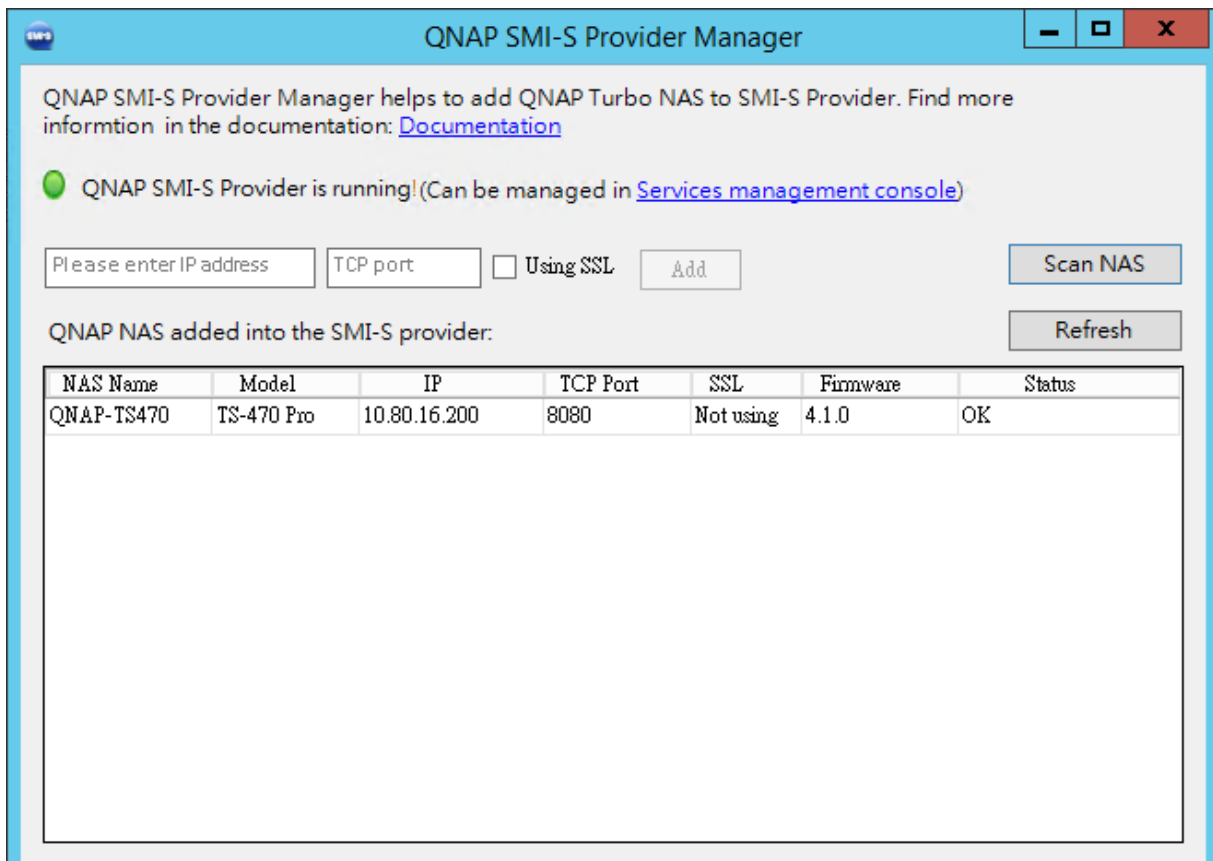 SMI-S
QNAP SMI-S Provider Manager
QNAP SMI-S Provider Manager helps to add QNAP Turbo NAS to SMI-S Provider. Find more
informtion in the documentation: Documentation
QNAP SMI-S Provider is running!(Can be managed in Services management console)
Please enter IP address TCP port Using SSL Add Scan NAS
QNAP NAS added into the SMI-S provider: Refresh
NAS Name Model IP TCP Port SSL Firmware Status
QNAP-TS470 TS-470 Pro 10.80.16.200 8080 Not using 4.1.0 OK